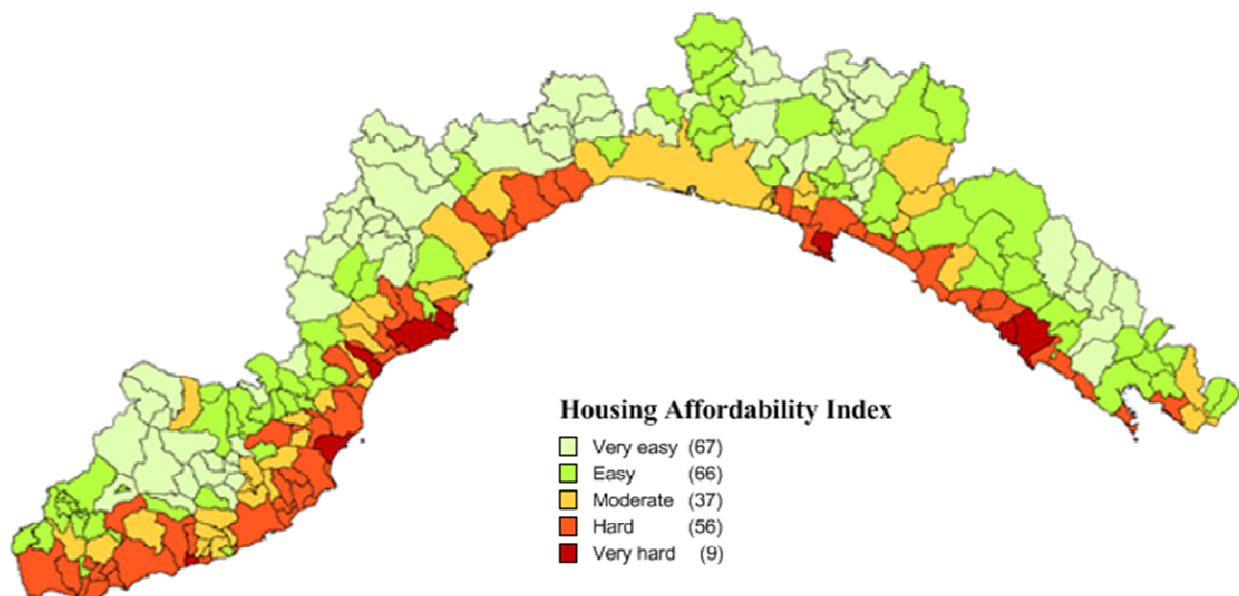 Housing Affordability Index
Very easy (67)
Easy (66)
Moderate (37)
Hard (56)
Very hard (9)